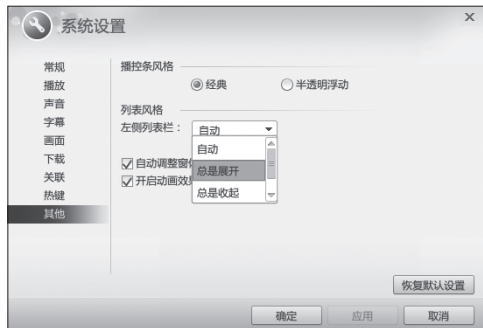 系统设置
常规
播放
声音
字幕
画面
下载
关联
热键
其他
播控条风格
经典 半透明浮动
列表风格
左侧列表栏： 自动
自动
总是展开
总是收起
自动调整窗
开启动画效
恢复默认设置
确定 应用 取消